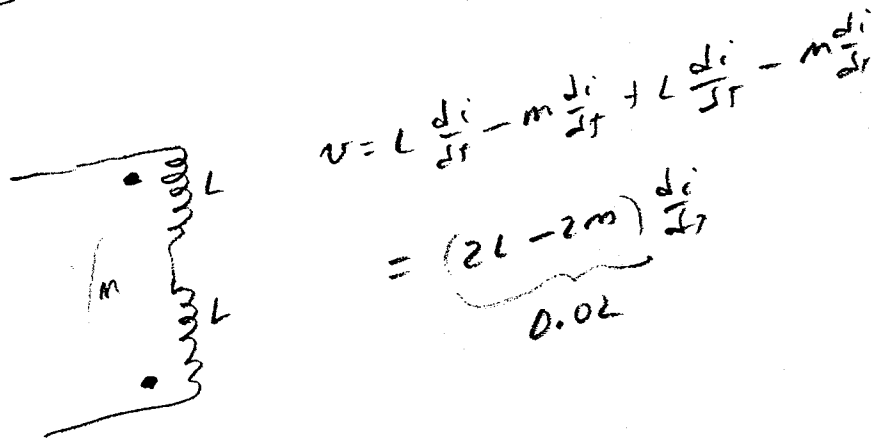 v = L di/dt - m di/dt + L di/dt - m di/dt
= (2L - 2m) di/dt
0.02
L
m
L